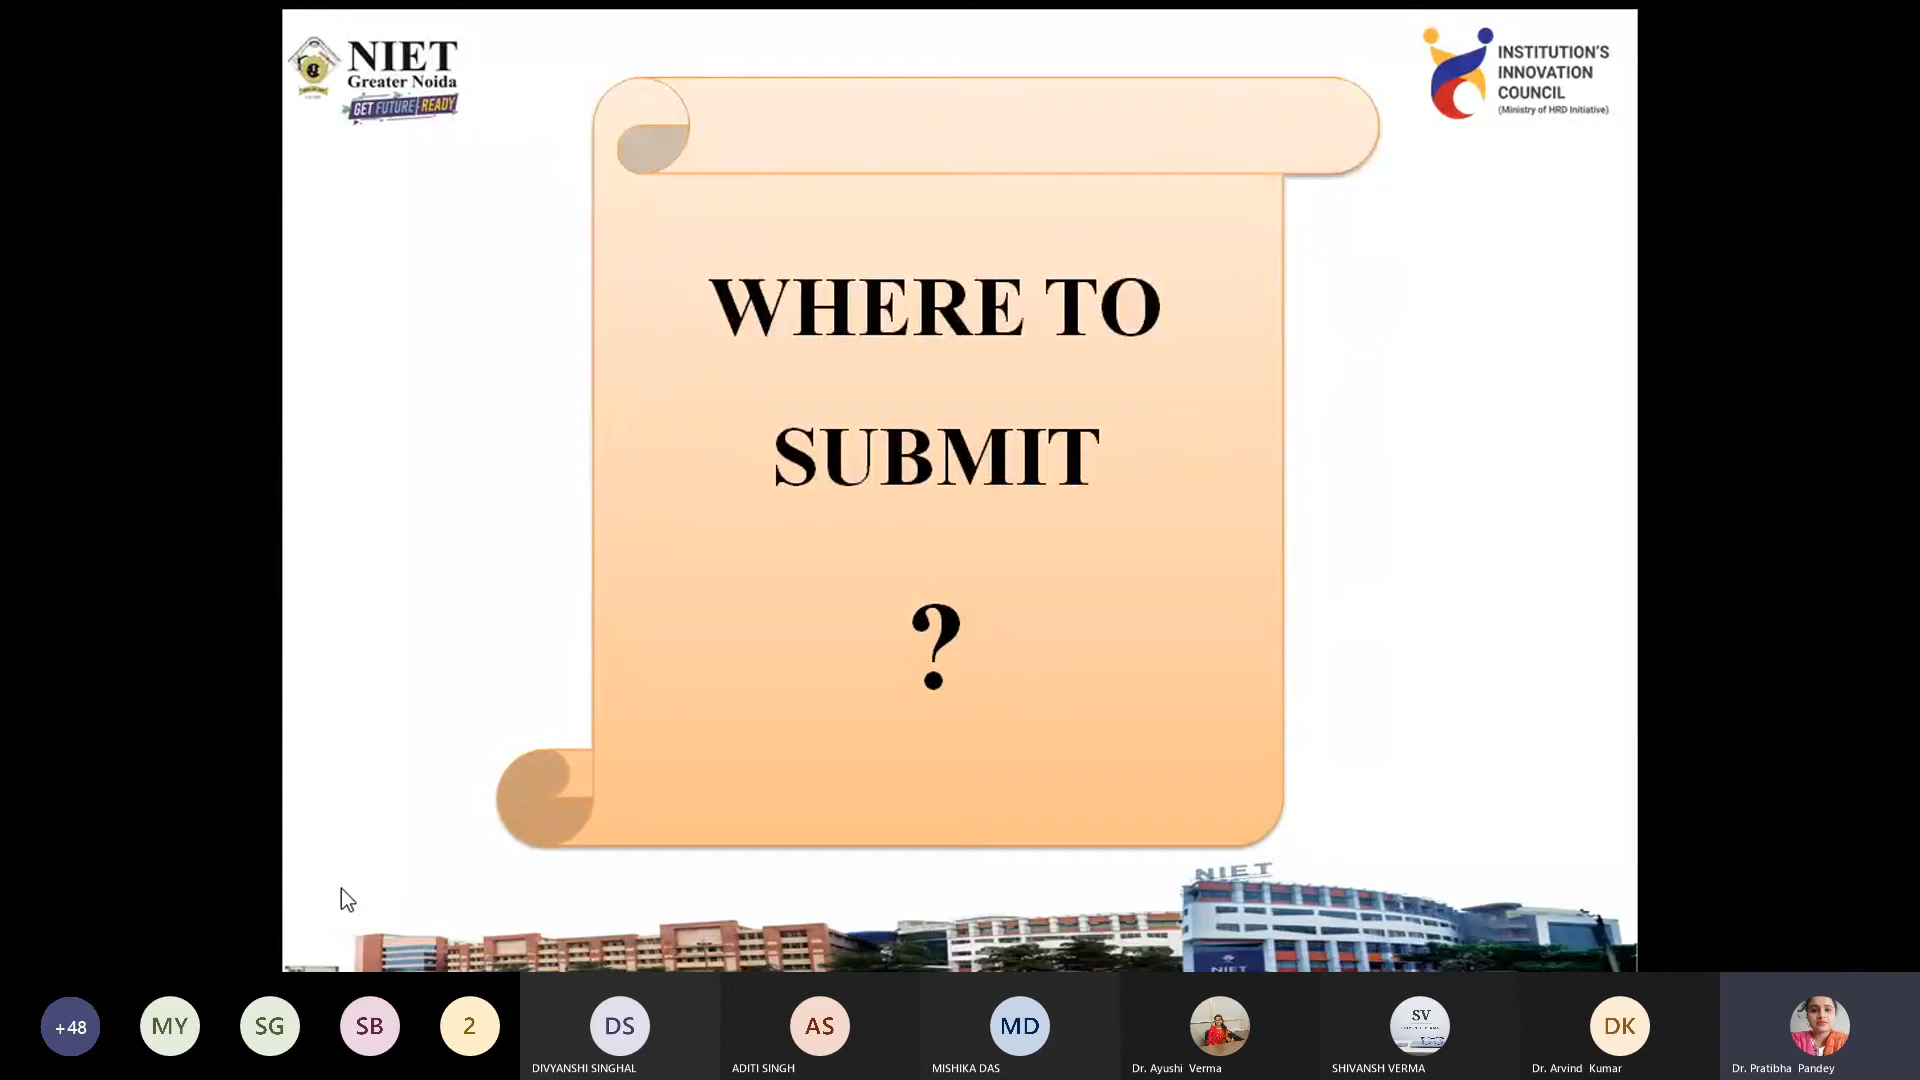 NIET
Greater Noida
GET FUTURE READY
INSTITUTION'S
INNOVATION
COUNCIL
(Ministry of HRD Initiative)
WHERE TO
SUBMIT
?
NIET
NIET
+48
MY
SG
SB
2
DS
AS
MD
SV
DK
DIVYANSHI SINGHAL
ADITI SINGH
MISHIKA DAS
Dr. Ayushi Verma
SHIVANSH VERMA
Dr. Arvind Kumar
Dr. Pratibha Pandey